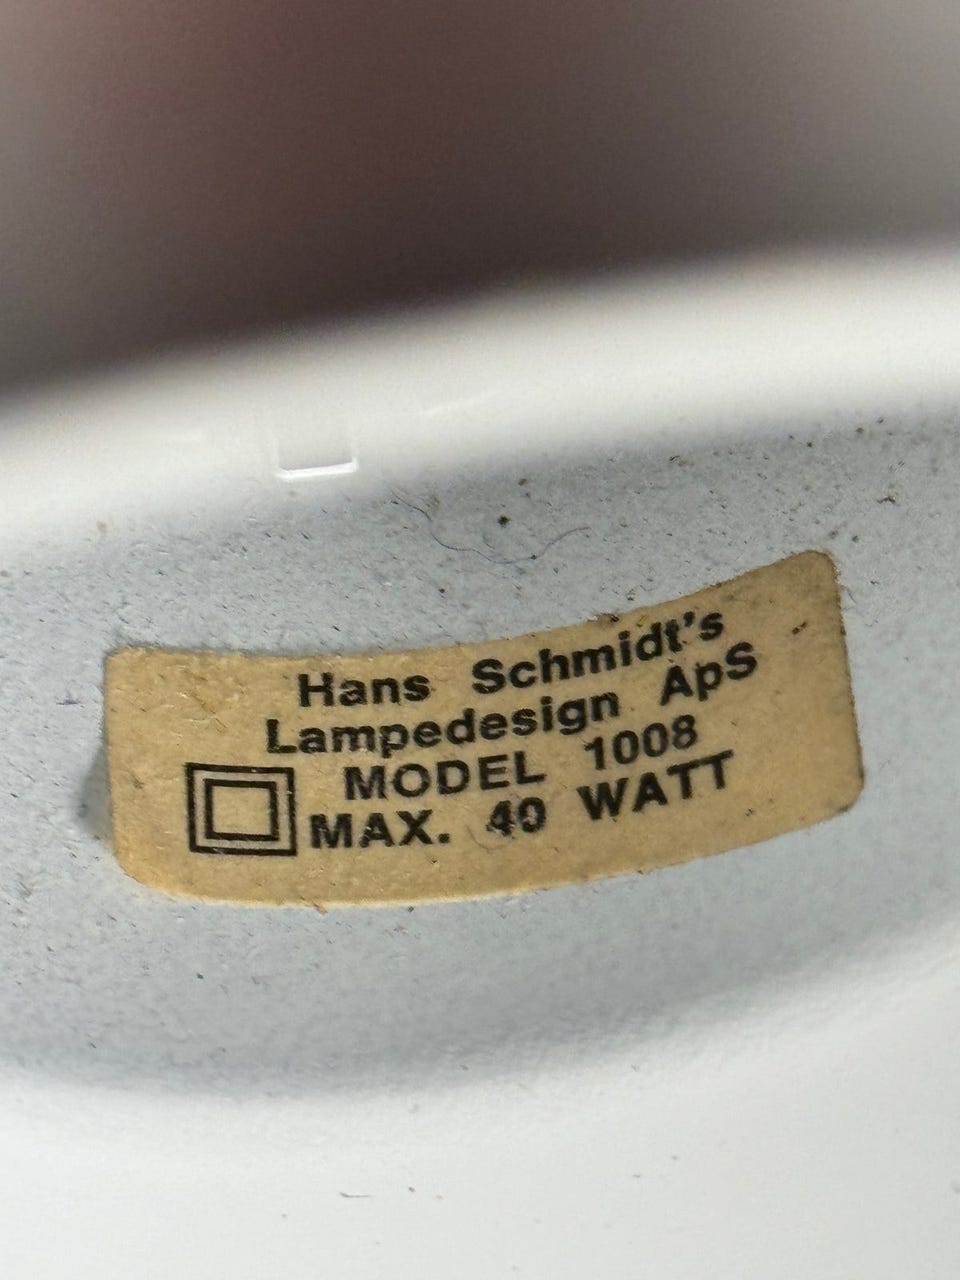 Hans Schmidt's
Lampedesign ApS
MODEL 1008
MAX. 40 WATT